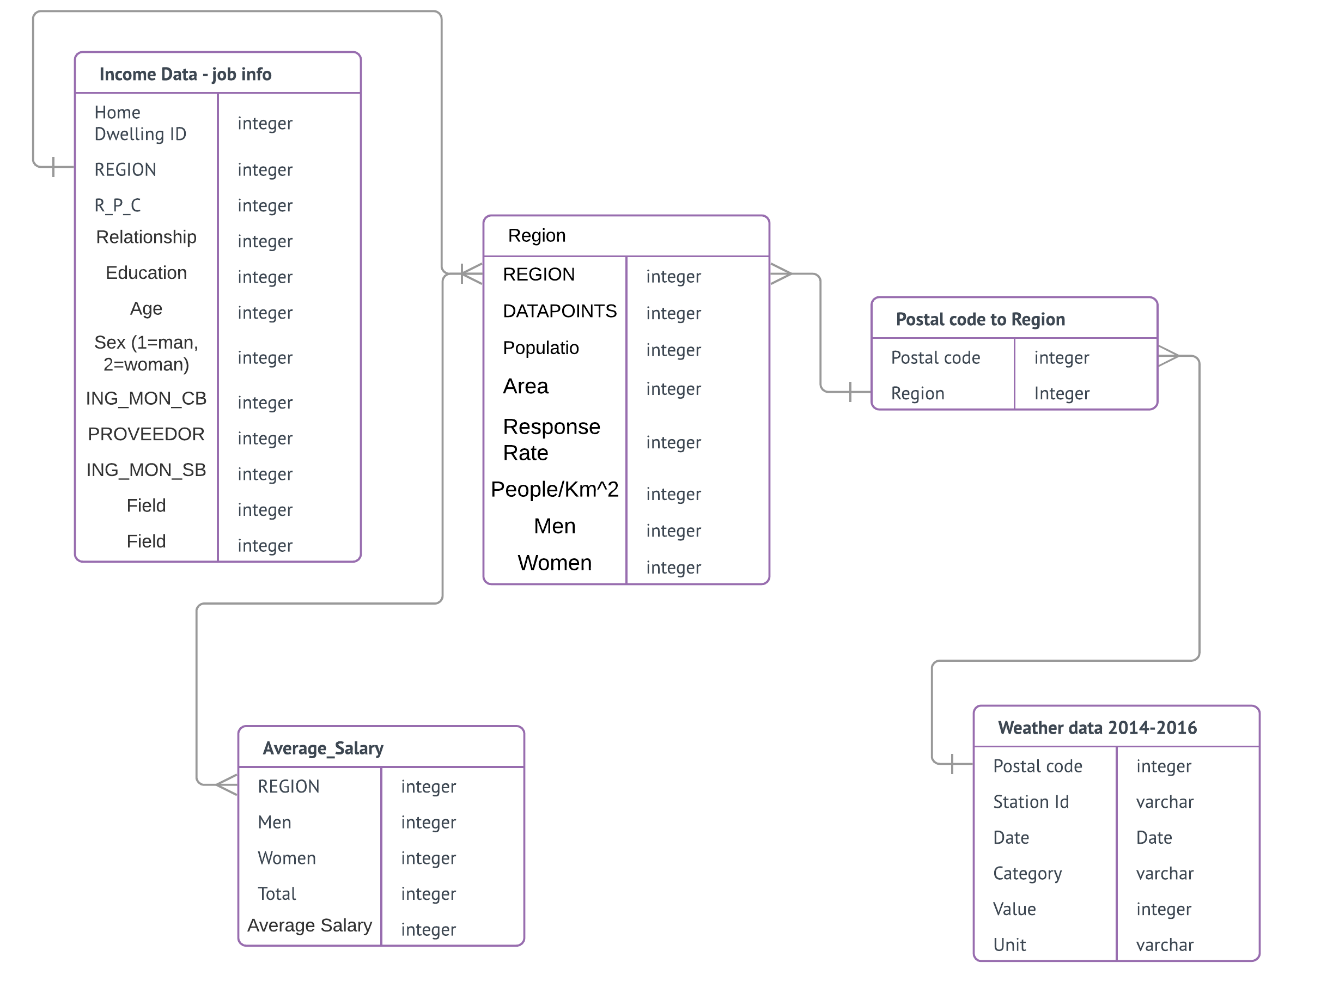 Income Data - job info
Home
Dwelling ID
integer
REGION integer
R_P_C integer
Relationship integer
Education integer
Age integer
Sex (1=man,
2=woman)
integer
ING_MON_CB integer
PROVEEDOR integer
ING_MON_SB integer
Field integer
Field integer
Region
REGION integer
DATAPOINTS integer
Populatio integer
Area integer
Response
Rate
integer
People/Km^2 integer
Men integer
Women integer
Postal code to Region
Postal code integer
Region Integer
Average_Salary
REGION integer
Men integer
Women integer
Total integer
Average Salary integer
Weather data 2014-2016
Postal code integer
Station Id varchar
Date Date
Category varchar
Value integer
Unit varchar